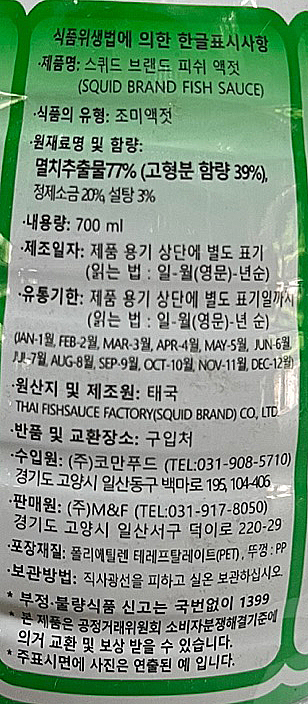 식품위생법에 의한 한글표시사항
·제품명: 스퀴드 브랜드 피쉬 액젓
(SQUID BRAND FISH SAUCE)
·식품의 유형: 조미액젓
·원재료명 및 함량:
멸치추출물77% (고형분 함량 39%),
정제소금 20%, 설탕 3%
·내용량: 700 ml
·제조일자: 제품 용기 상단에 별도 표기
(읽는 법 : 일-월(영문)-년 순)
·유통기한: 제품 용기 상단에 별도 표기일까지
(읽는 법 : 일-월(영문)-년 순)
(JAN-1월, FEB-2월, MAR-3월, APR-4월, MAY-5월, JUN-6월,
JUL-7월, AUG-8월, SEP-9월, OCT-10월, NOV-11월, DEC-12월)
·원산지 및 제조원: 태국
THAI FISHSAUCE FACTORY(SQUID BRAND) CO., LTD.
·반품 및 교환장소: 구입처
·수입원: (주)코만푸드 (TEL:031-908-5710)
경기도 고양시 일산동구 백마로 195, 104-406
·판매원: (주)M&F (TEL:031-917-8050)
경기도 고양시 일산서구 덕이로 220-29
·포장재질: 폴리에틸렌 테레프탈레이트(PET), 뚜껑 : PP
·보관방법: 직사광선을 피하고 실온 보관하십시오.
* 부정·불량식품 신고는 국번없이 1399
* 본 제품은 공정거래위원회 소비자분쟁해결기준에
의거 교환 및 보상 받을 수 있습니다.
* 주표시면에 사진은 연출된 예 입니다.